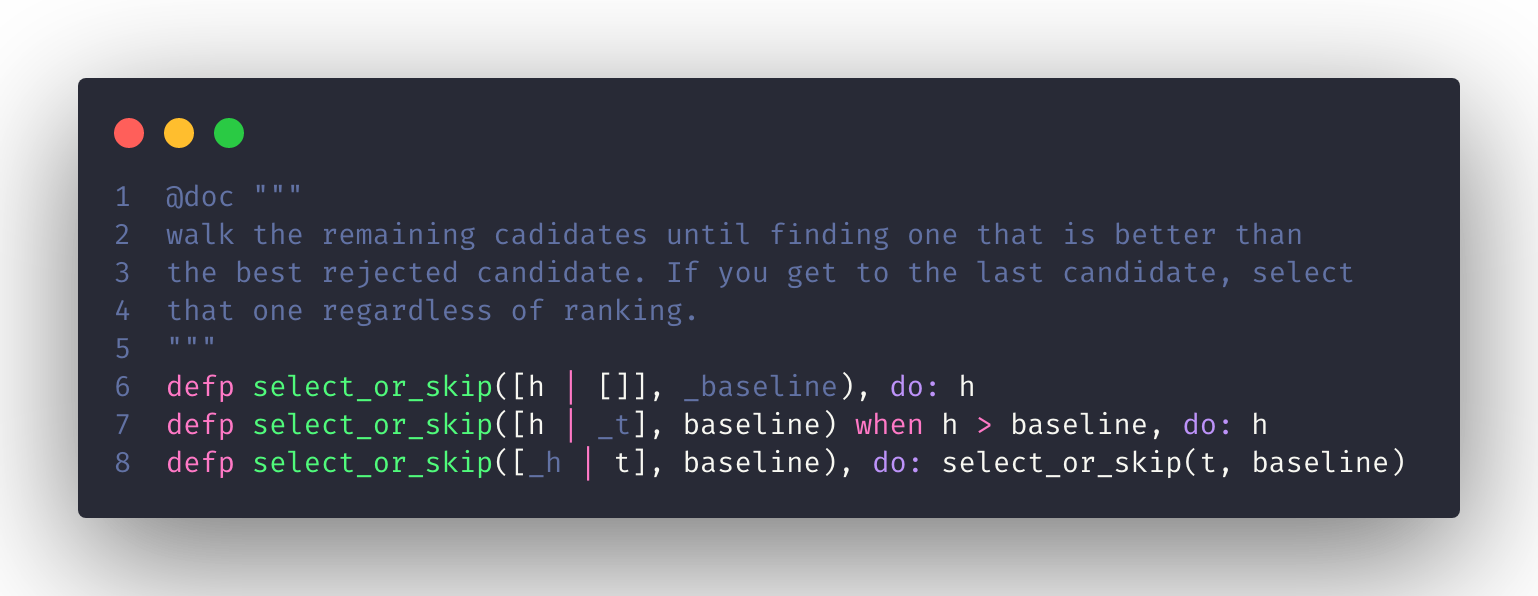 1 @doc """
2 walk the remaining cadidates until finding one that is better than
3 the best rejected candidate. If you get to the last candidate, select
4 that one regardless of ranking.
5 """
6 defp select_or_skip([h | []], _baseline), do: h
7 defp select_or_skip([h | _t], baseline) when h > baseline, do: h
8 defp select_or_skip([_h | t], baseline), do: select_or_skip(t, baseline)